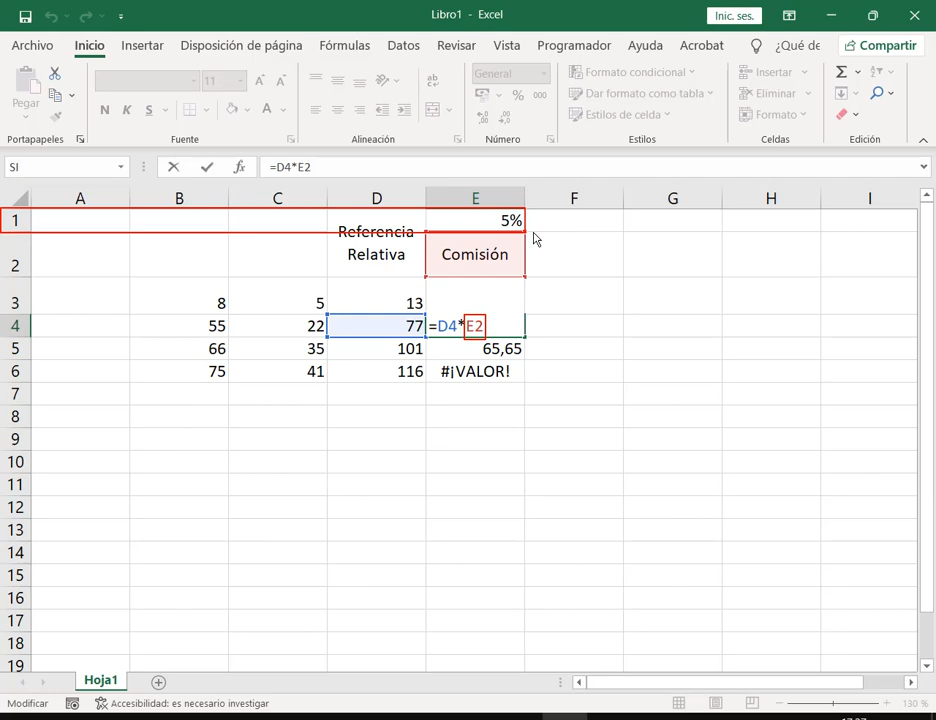 Libro1 - Excel
Inic. ses.
Archivo Inicio Insertar Disposición de página Fórmulas Datos Revisar Vista Programador Ayuda Acrobat ¿Qué de Compartir
Pegar
11
N K S A
General
% 000
Formato condicional
Dar formato como tabla
Estilos de celda
Insertar
Eliminar
Formato
Portapapeles Fuente Alineación Número Estilos Celdas Edición
SI fx =D4*E2
A B C D E F G H I
1 5%
2 Referencia Relativa Comisión
3 8 5 13
4 55 22 77 =D4*E2
5 66 35 101 65,65
6 75 41 116 #¡VALOR!
7
8
9
10
11
12
13
14
15
16
17
18
19
Hoja1
Modificar Accesibilidad: es necesario investigar 130 %